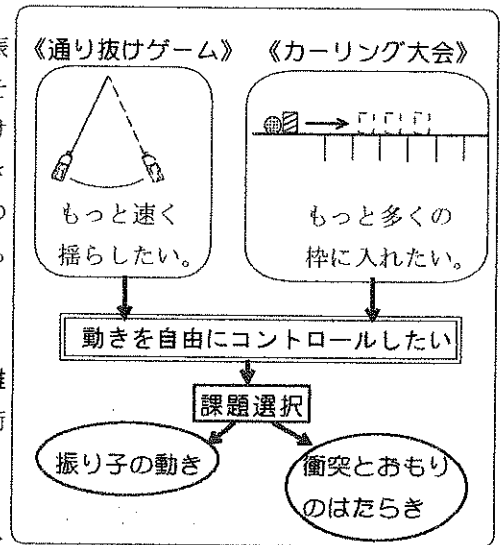 《通り抜けゲーム》
《カーリング大会》
もっと速く
揺らしたい。
もっと多くの
枠に入れたい。
動きを自由にコントロールしたい
課題選択
振り子の動き
衝突とおもり
のはたらき